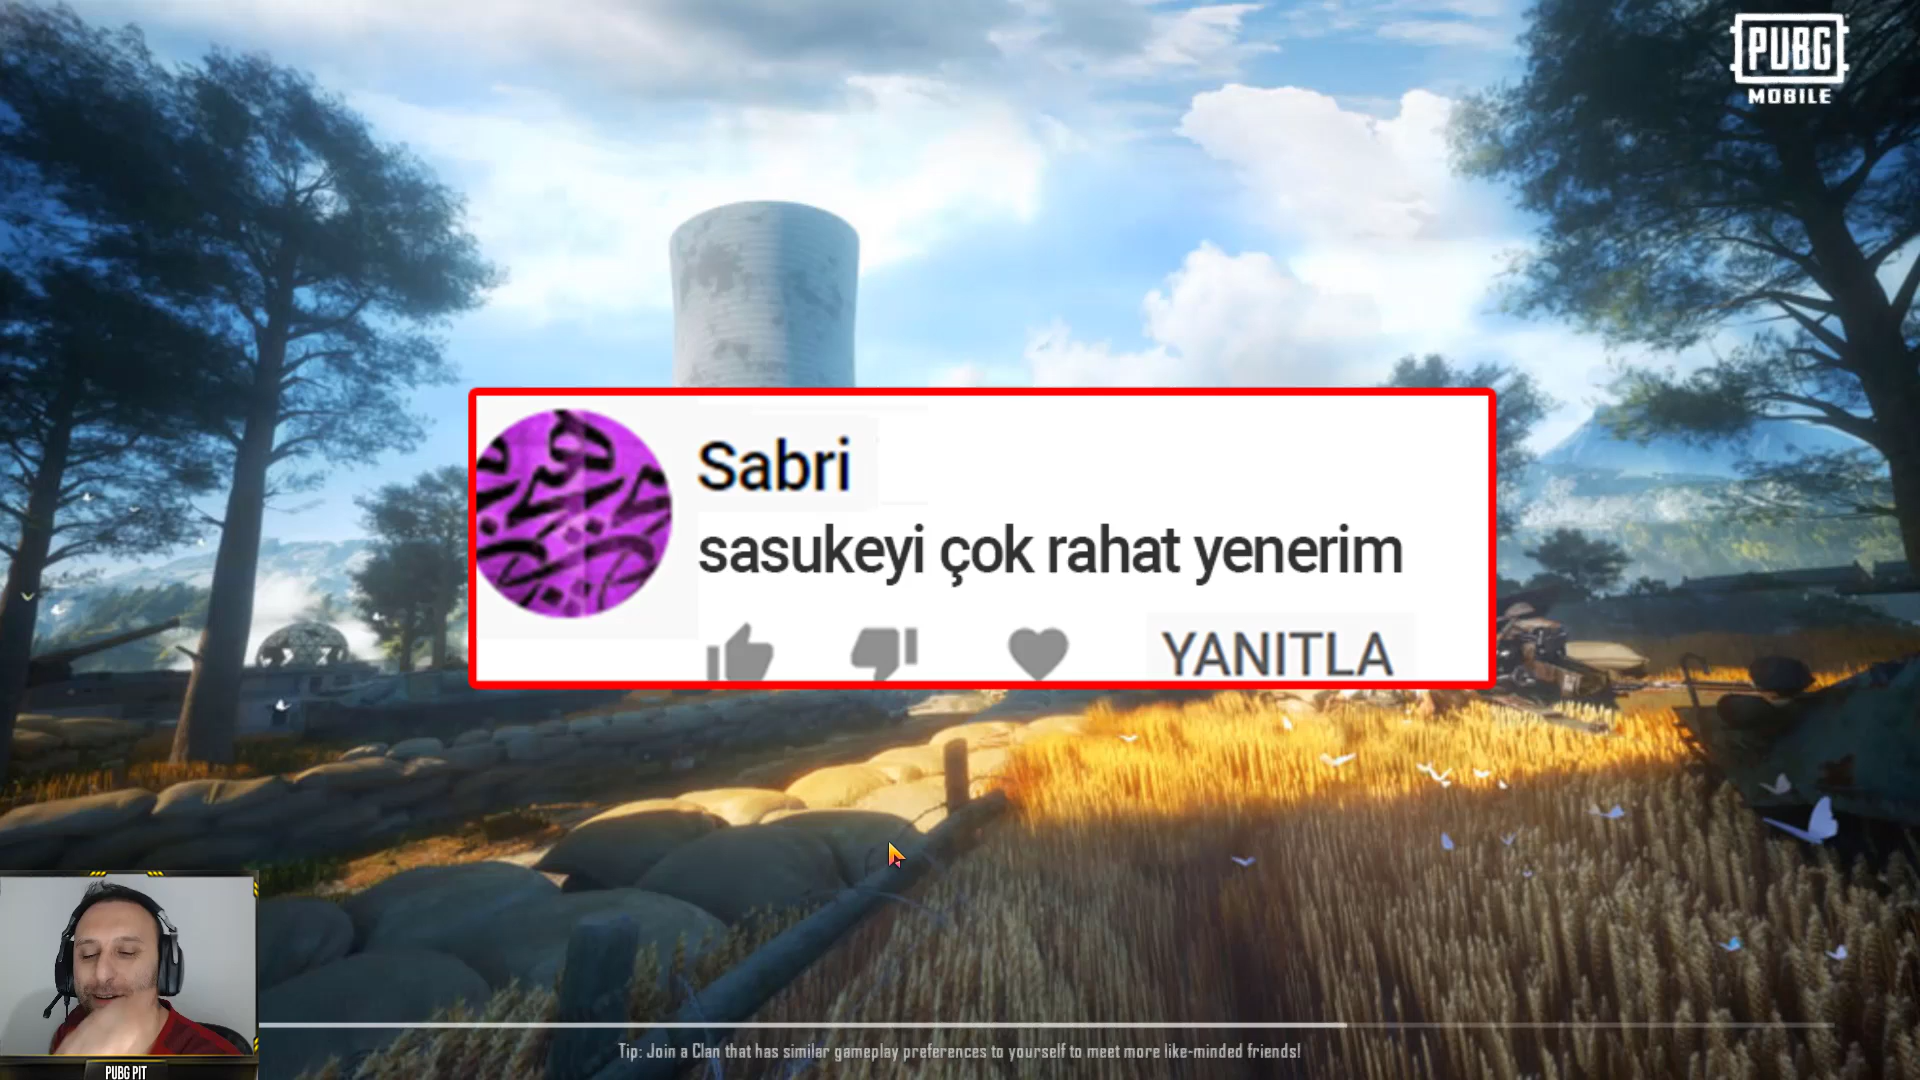 PUBG
MOBILE
Sabri
sasukeyi çok rahat yenerim
YANITLA
Tip: Join a Clan that has similar gameplay preferences to yourself to meet more like-minded friends!
PUBG PIT